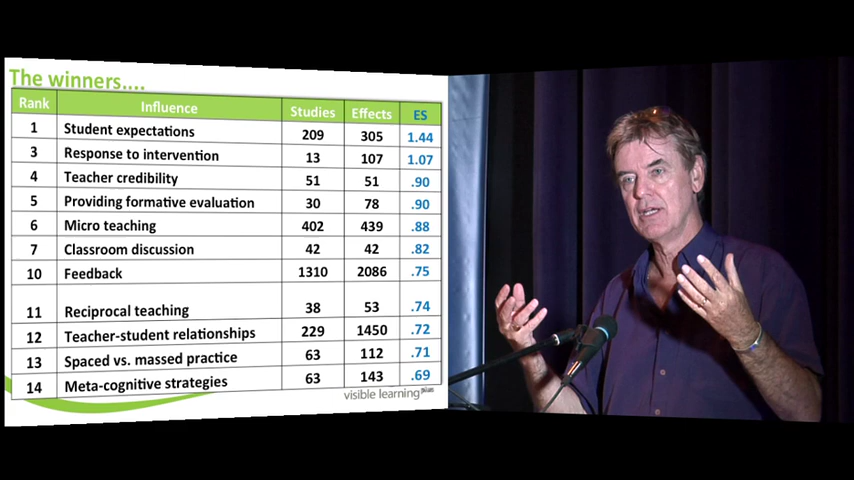 The winners....
Rank Influence Studies Effects ES
1 Student expectations 209 305 1.44
3 Response to intervention 13 107 1.07
4 Teacher credibility 51 51 .90
5 Providing formative evaluation 30 78 .90
6 Micro teaching 402 439 .88
7 Classroom discussion 42 42 .82
10 Feedback 1310 2086 .75
11 Reciprocal teaching 38 53 .74
12 Teacher-student relationships 229 1450 .72
13 Spaced vs. massed practice 63 112 .71
14 Meta-cognitive strategies 63 143 .69
visible learning plus